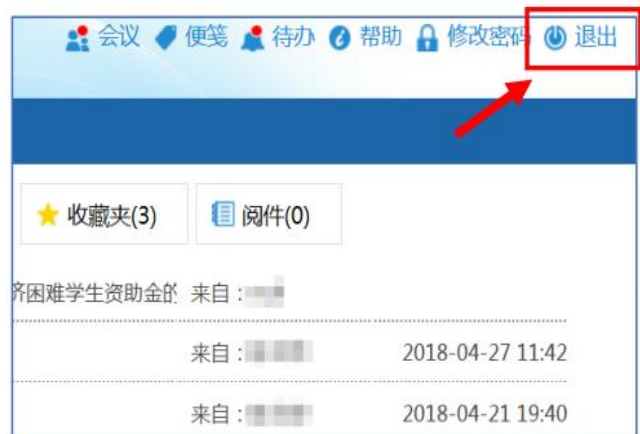 会议 便笺 待办 帮助 修改密码 退出
收藏夹(3) 阅件(0)
济困难学生资助金的 来自：
来自： 2018-04-27 11:42
来自： 2018-04-21 19:40